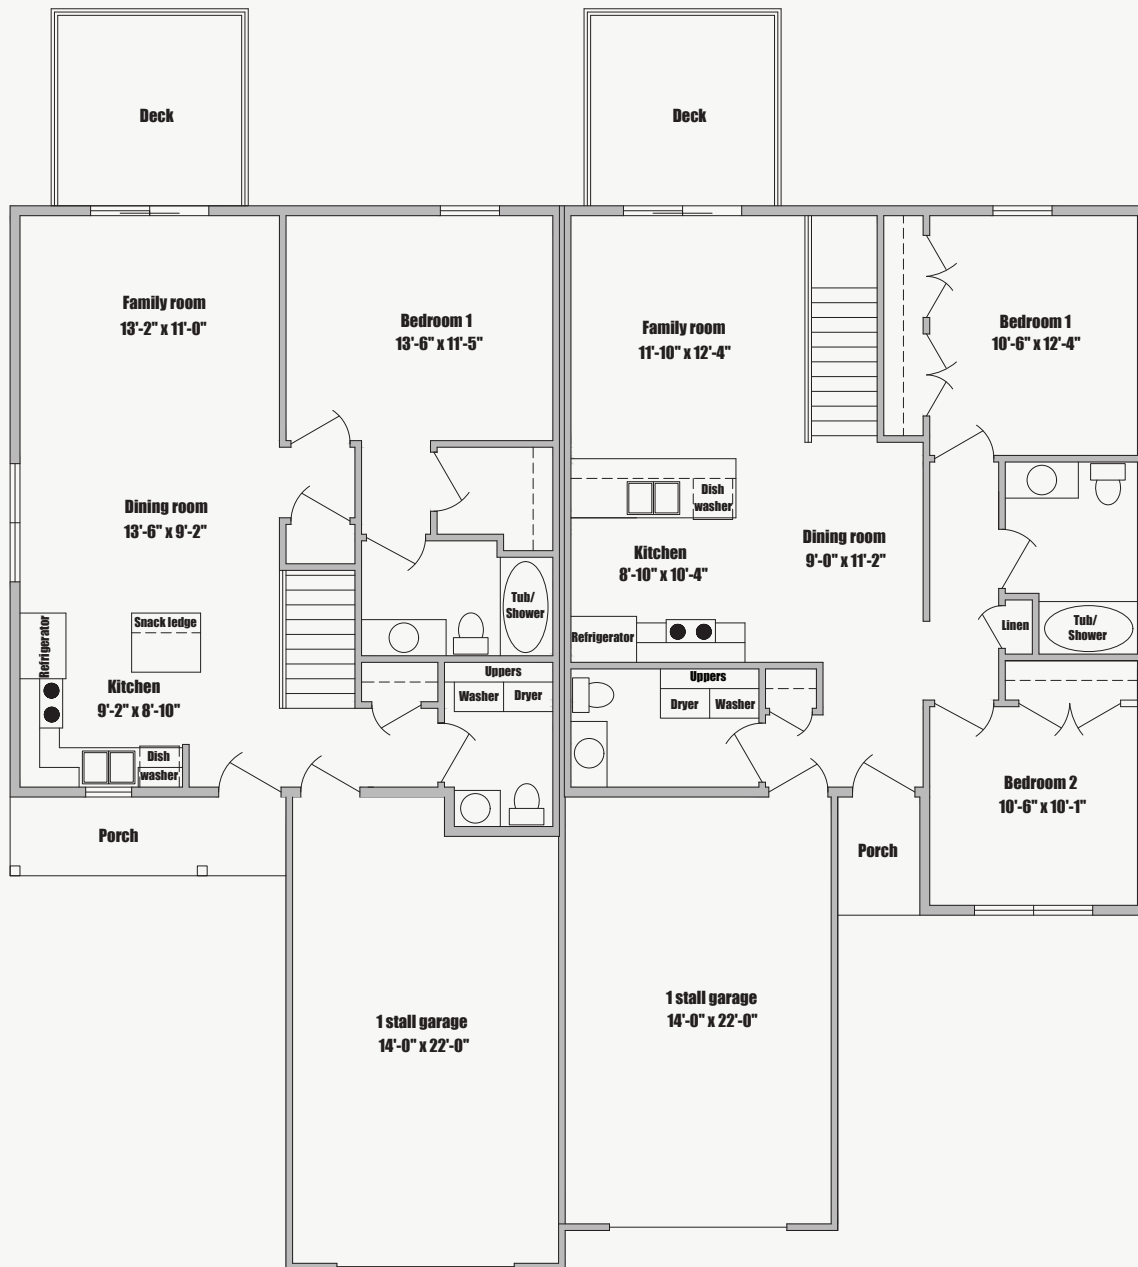 Deck
Family room
13'-2" x 11'-0"
Bedroom 1
13'-6" x 11'-5"
Dining room
13'-6" x 9'-2"
Refrigerator
Snack ledge
Kitchen
9'-2" x 8'-10"
Dish
washer
Tub/
Shower
Uppers
Washer
Dryer
Porch
1 stall garage
14'-0" x 22'-0"
Deck
Family room
11'-10" x 12'-4"
Bedroom 1
10'-6" x 12'-4"
Dish
washer
Kitchen
8'-10" x 10'-4"
Dining room
9'-0" x 11'-2"
Refrigerator
Linen
Tub/
Shower
Uppers
Dryer
Washer
Bedroom 2
10'-6" x 10'-1"
Porch
1 stall garage
14'-0" x 22'-0"